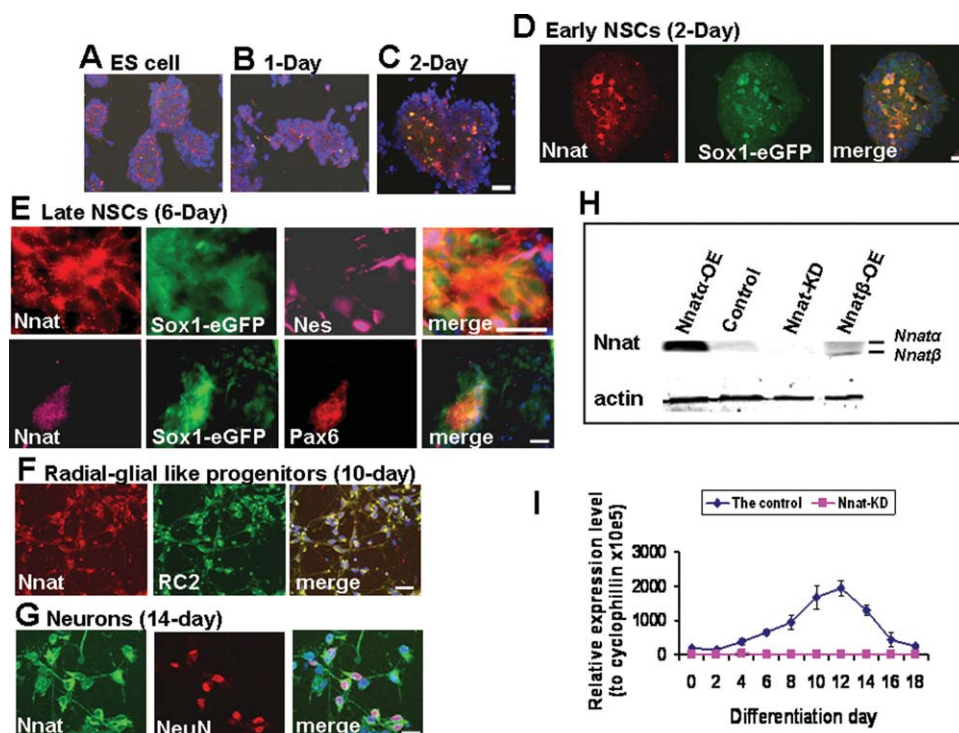 A ES cell
B 1-Day
C 2-Day
D Early NSCs (2-Day)
Nnat
Sox1-eGFP
merge
E Late NSCs (6-Day)
Nnat
Sox1-eGFP
Nes
merge
Nnat
Sox1-eGFP
Pax6
merge
F Radial-glial like progenitors (10-day)
Nnat
RC2
merge
G Neurons (14-day)
Nnat
NeuN
merge
H
Nnatα-OE
Control
Nnat-KD
Nnatβ-OE
Nnat
Nnatα
Nnatβ
actin
I
The control
Nnat-KD
Relative expression level
(to cyclophillin x10e5)
3000
2000
1000
0
0 2 4 6 8 10 12 14 16 18
Differentiation day